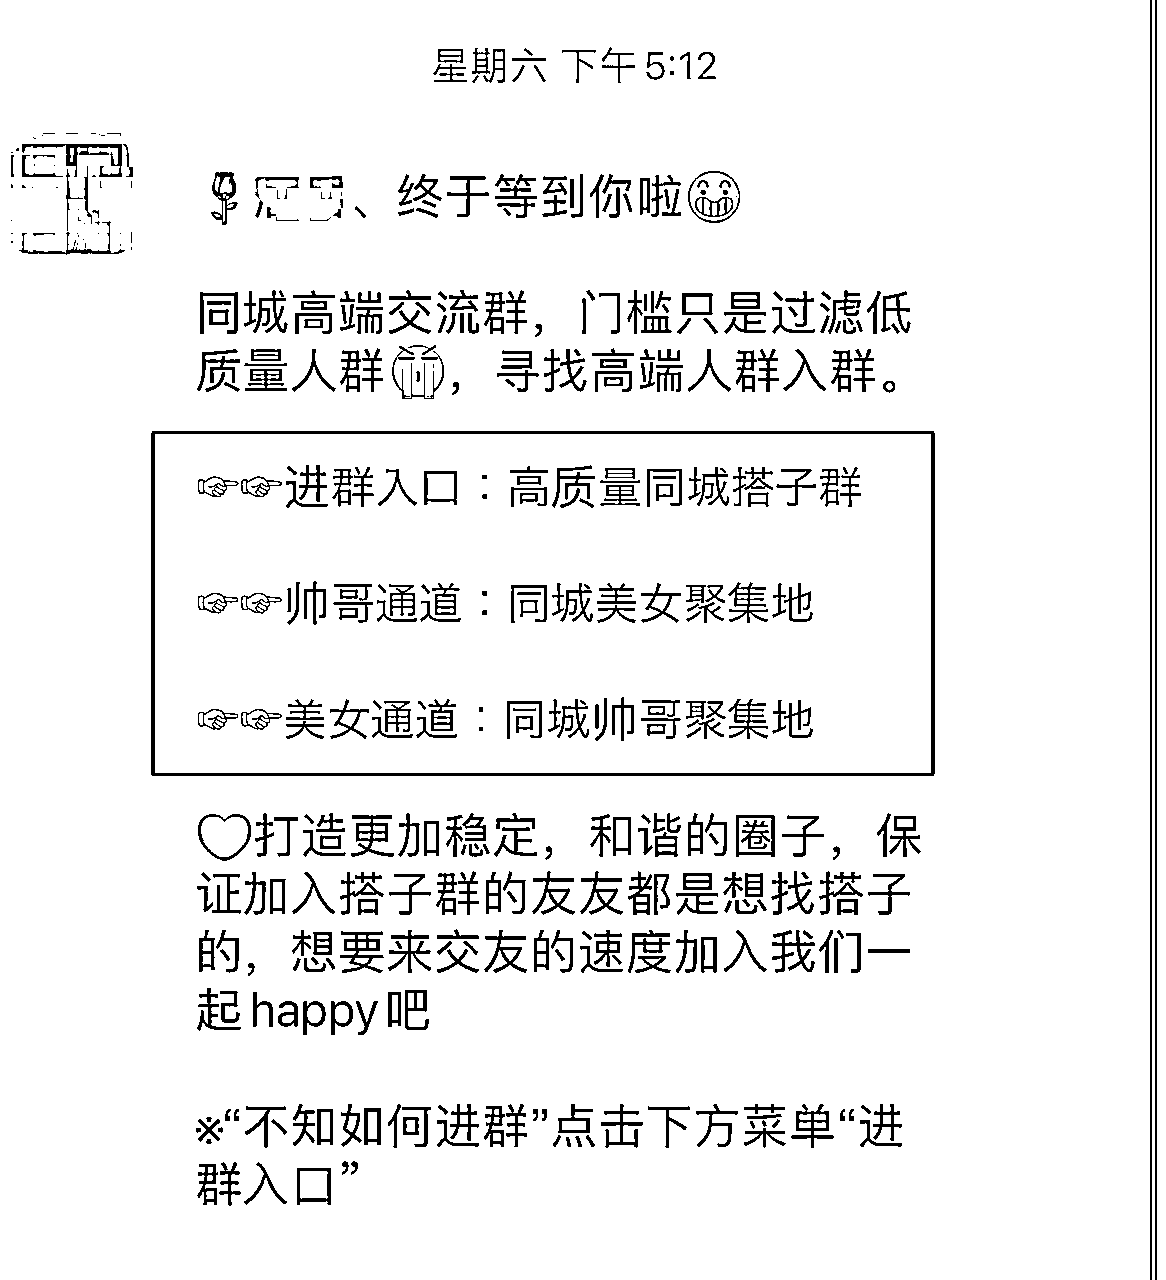 星期六 下午 5:12
、终于等到你啦
同城高端交流群，门槛只是过滤低
质量人群，寻找高端人群入群。
☞☞进群入口：高质量同城搭子群
☞☞帅哥通道：同城美女聚集地
☞☞美女通道：同城帅哥聚集地
♡打造更加稳定，和谐的圈子，保
证加入搭子群的友友都是想找搭子
的，想要来交友的速度加入我们一
起happy吧
※“不知如何进群”点击下方菜单“进
群入口”